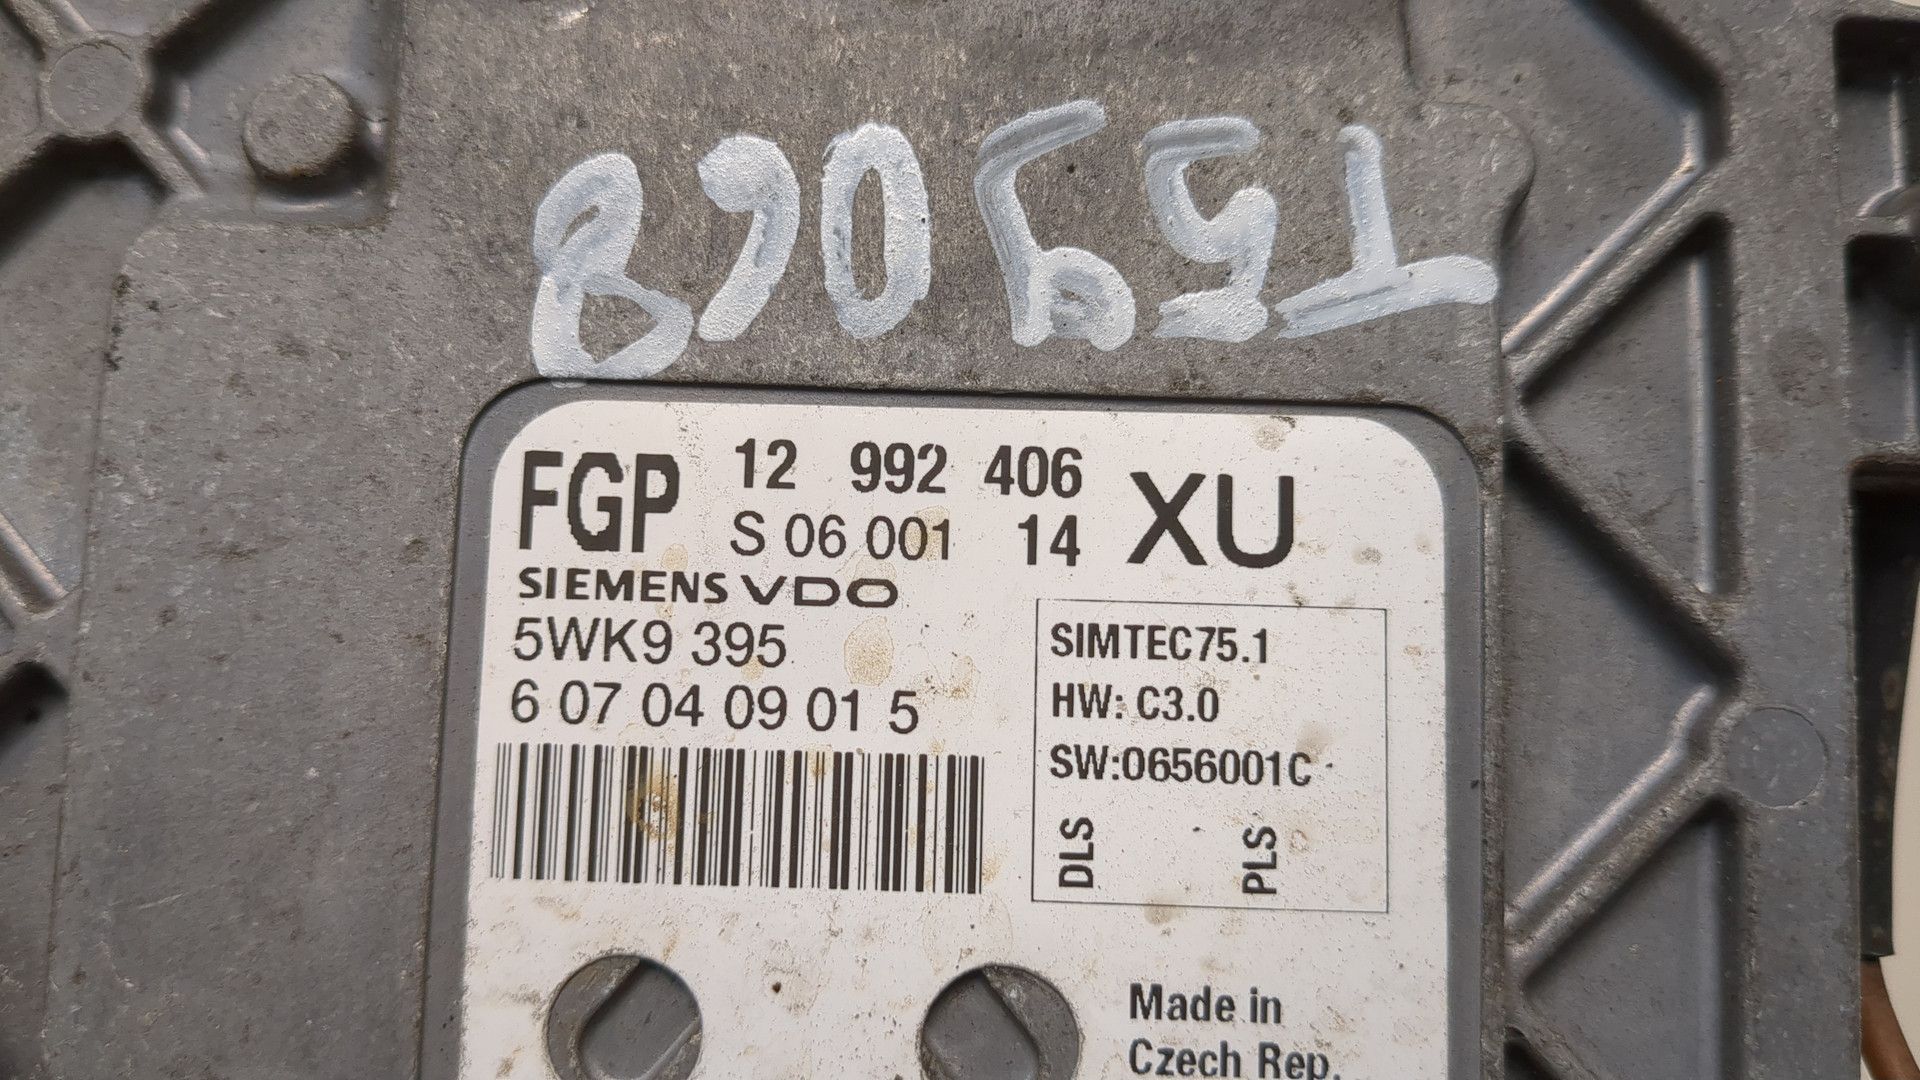 FGP 12 992 406 XU
S 06 001 14
SIEMENS VDO
5WK9 395
6 07 04 09 01 5
SIMTEC75.1
HW: C3.0
SW:0656001C
DLS PLS
Made in
Czech Rep.